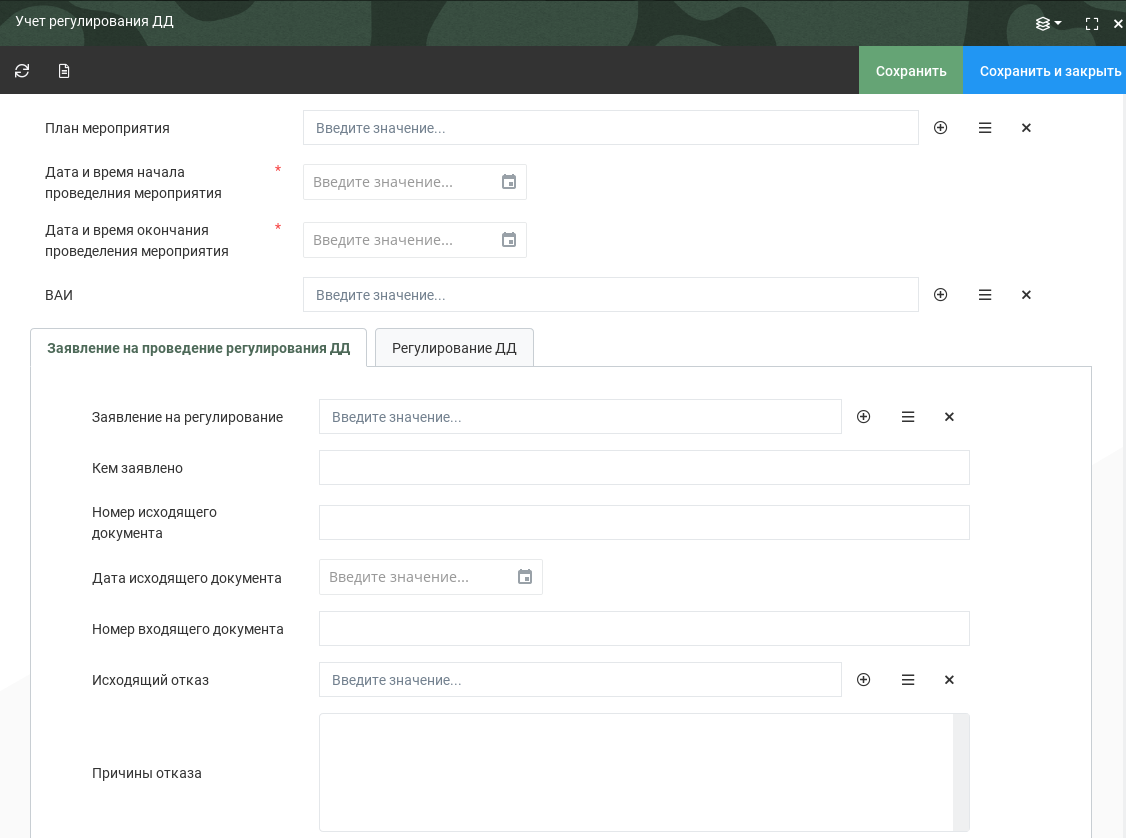 Учет регулирования ДД
Сохранить
Сохранить и закрыть
План мероприятия
Введите значение...
Дата и время начала
проведелния мероприятия
*
Введите значение...
Дата и время окончания
проведеления мероприятия
*
Введите значение...
ВАИ
Введите значение...
Заявление на проведение регулирования ДД
Регулирование ДД
Заявление на регулирование
Введите значение...
Кем заявлено
Номер исходящего
документа
Дата исходящего документа
Введите значение...
Номер входящего документа
Исходящий отказ
Введите значение...
Причины отказа